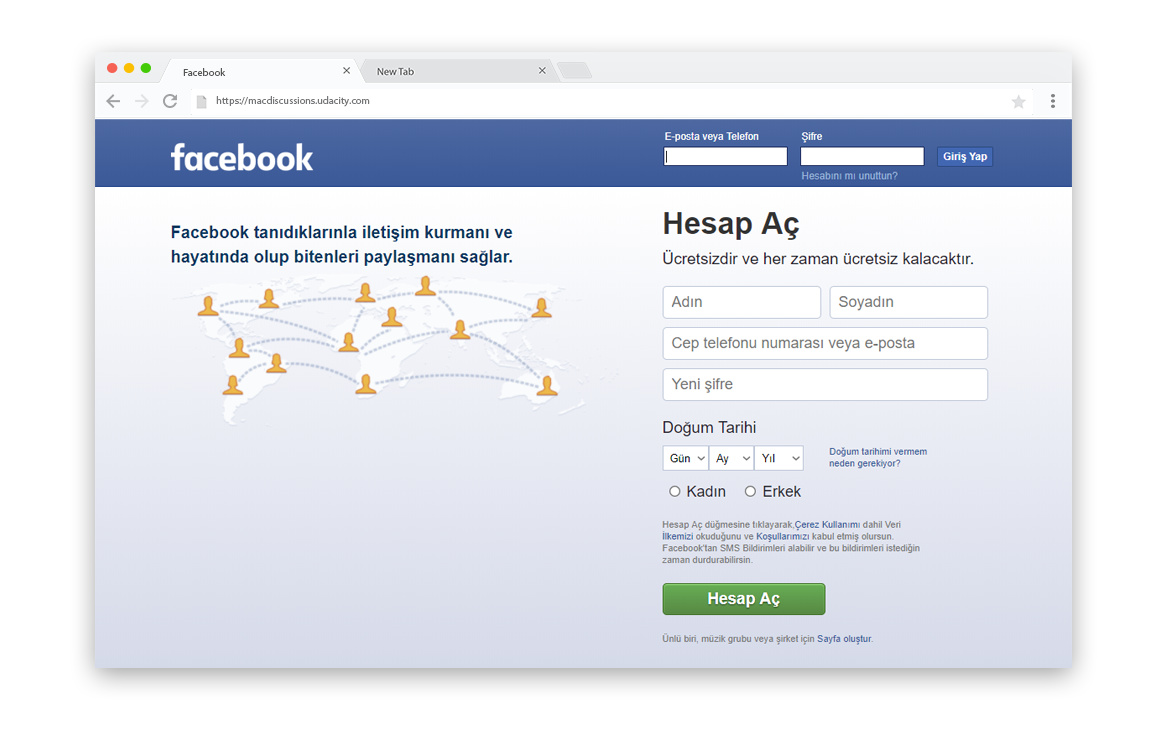 Facebook
New Tab
https://macdiscussions.udacity.com
facebook
E-posta veya Telefon
Şifre
Giriş Yap
Hesabını mı unuttun?
Facebook tanıdıklarınla iletişim kurmanı ve
hayatında olup bitenleri paylaşmanı sağlar.
Hesap Aç
Ücretsizdir ve her zaman ücretsiz kalacaktır.
Adın
Soyadın
Cep telefonu numarası veya e-posta
Yeni şifre
Doğum Tarihi
Gün Ay Yıl
Doğum tarihimi vermem
neden gerekiyor?
Kadın Erkek
Hesap Aç düğmesine tıklayarak,Çerez Kullanımı dahil Veri
İlkemizi okuduğunu ve Koşullarımızı kabul etmiş olursun.
Facebook'tan SMS Bildirimleri alabilir ve bu bildirimleri istediğin
zaman durdurabilirsin.
Hesap Aç
Ünlü biri, müzik grubu veya şirket için Sayfa oluştur.